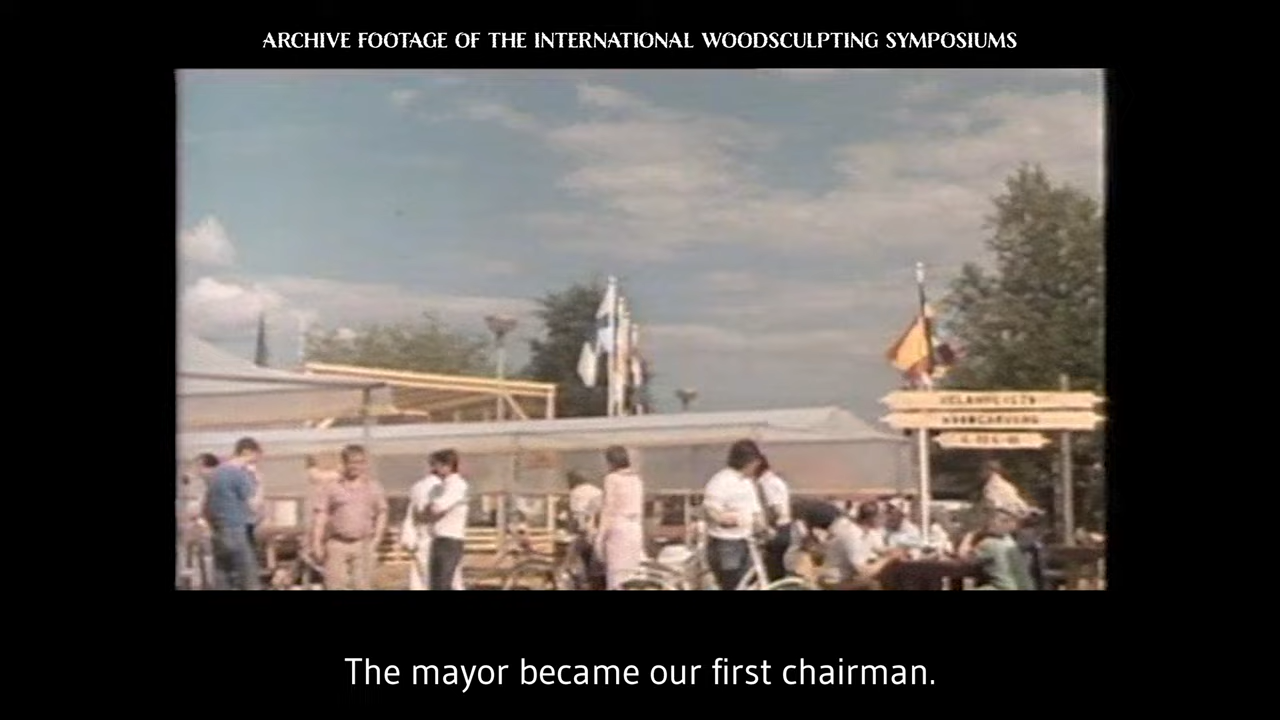 ARCHIVE FOOTAGE OF THE INTERNATIONAL WOODSCULPTING SYMPOSIUMS
The mayor became our first chairman.